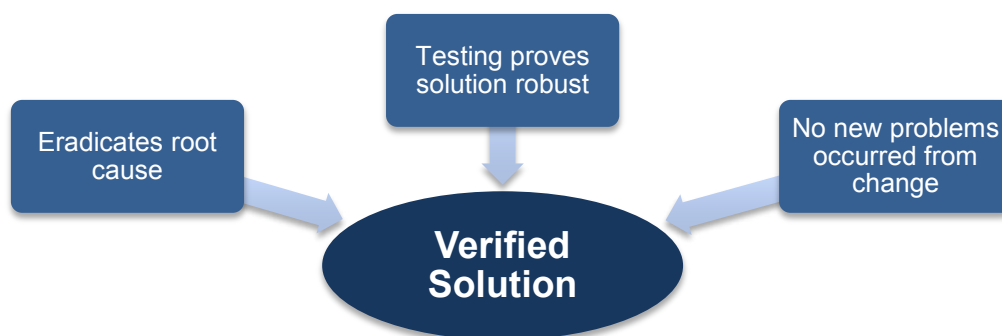 Testing proves
solution robust
Eradicates root
cause
No new problems
occurred from
change
Verified
Solution